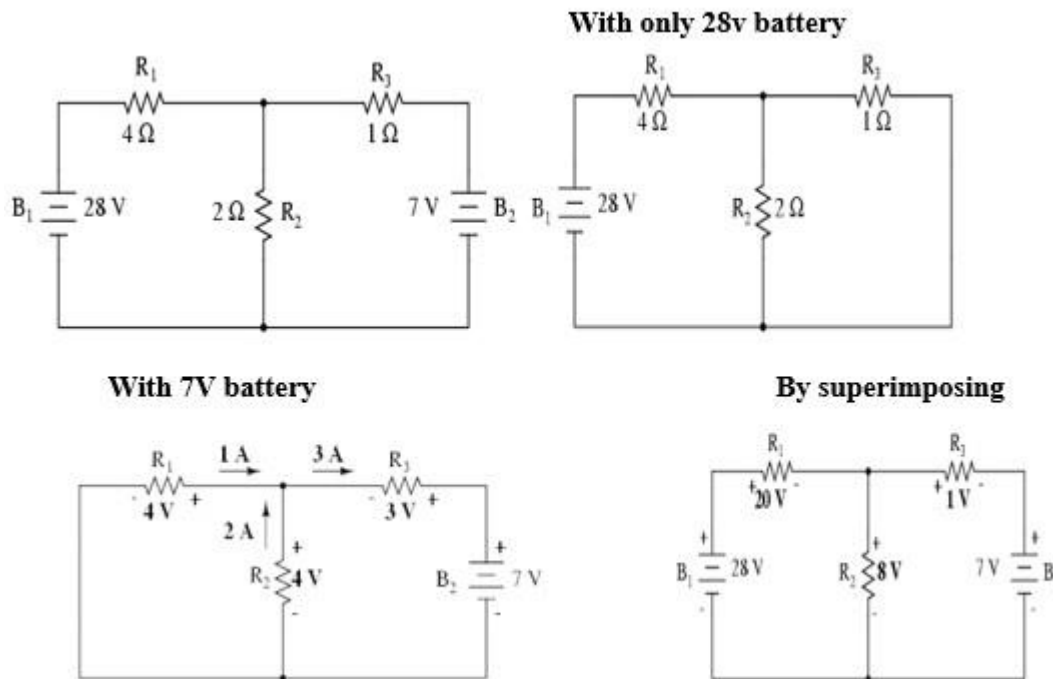 With only 28v battery
R₁
R₃
4 Ω
1 Ω
B₁
28 V
2 Ω
R₂
7 V
B₂
R₁
R₃
4 Ω
1 Ω
B₁
28 V
R₂
2 Ω
With 7V battery
R₁
1 A
3 A
R₃
- 4 V +
- 3 V +
2 A
+
R₂
4 V
-
+
B₂
7 V
-
By superimposing
R₁
R₃
+ 20 V -
+ 1 V -
+
B₁
28 V
-
+
R₂
8 V
-
+
7 V
B
-